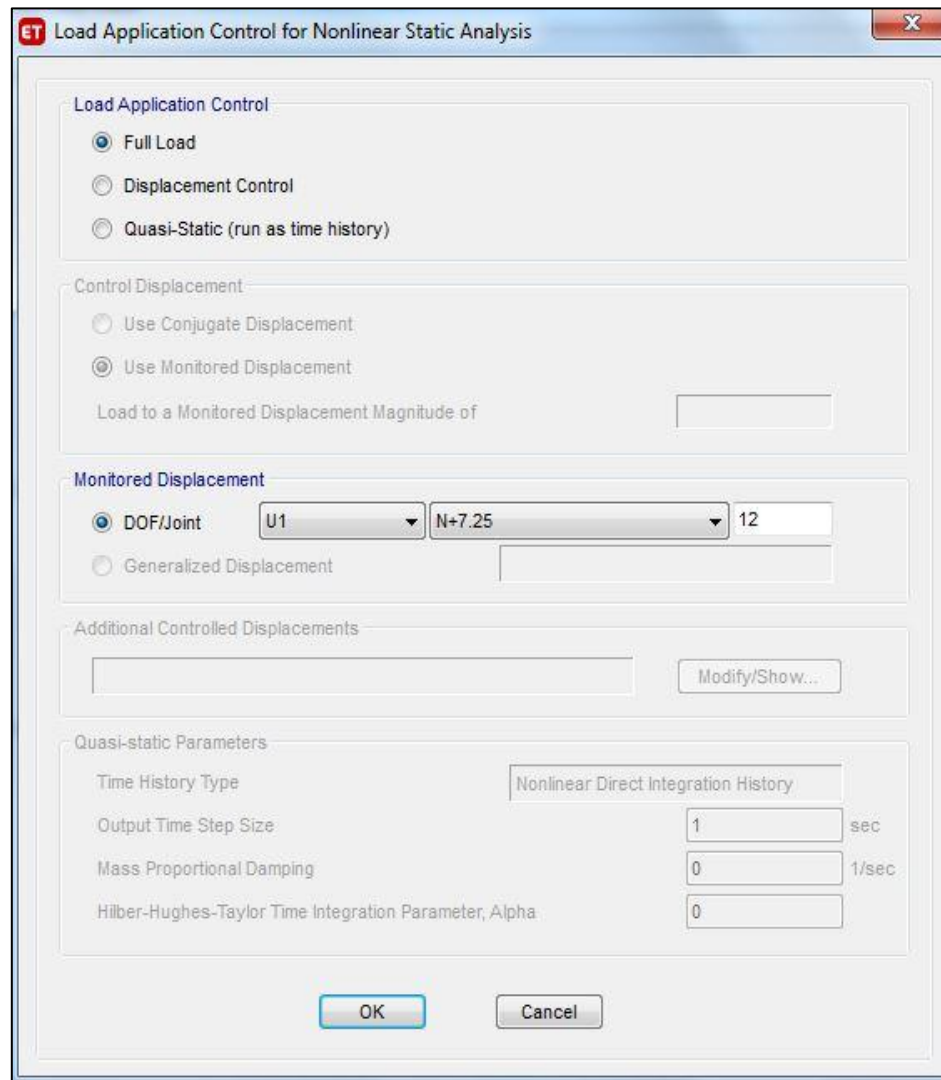 ET Load Application Control for Nonlinear Static Analysis
Load Application Control
Full Load
Displacement Control
Quasi-Static (run as time history)
Control Displacement
Use Conjugate Displacement
Use Monitored Displacement
Load to a Monitored Displacement Magnitude of
Monitored Displacement
DOF/Joint U1 N+7.25 12
Generalized Displacement
Additional Controlled Displacements
Modify/Show...
Quasi-static Parameters
Time History Type Nonlinear Direct Integration History
Output Time Step Size 1 sec
Mass Proportional Damping 0 1/sec
Hilber-Hughes-Taylor Time Integration Parameter, Alpha 0
OK Cancel